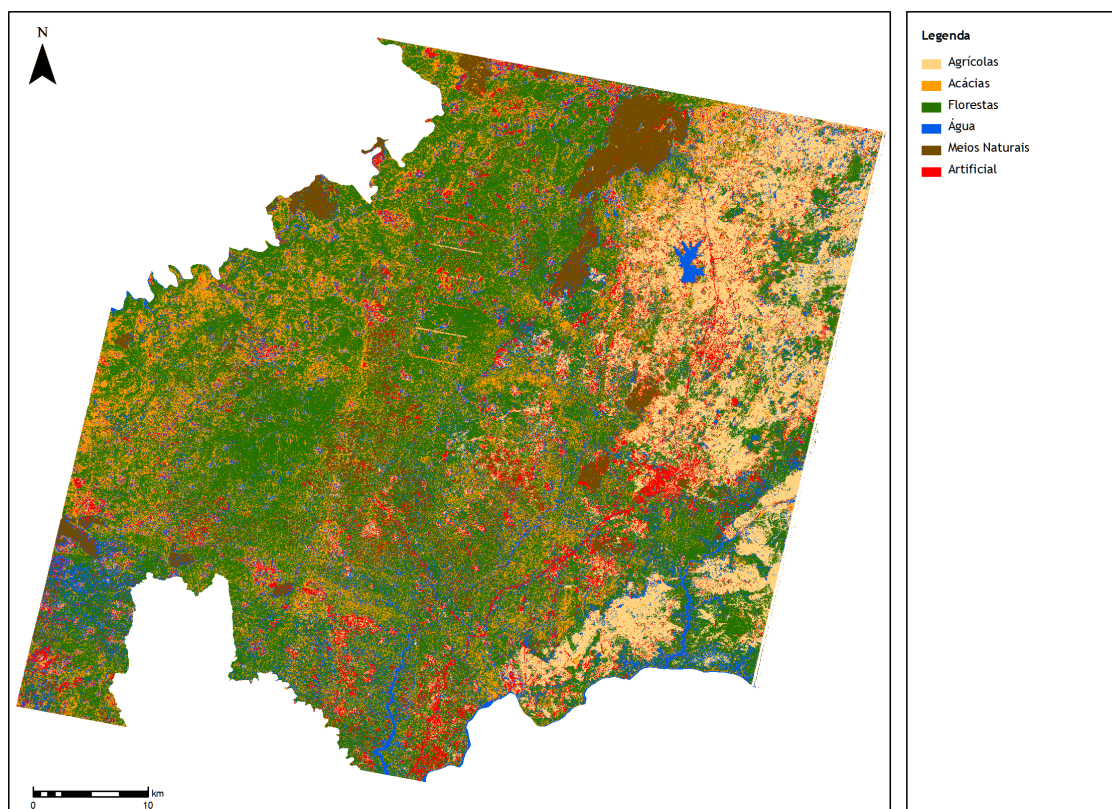 N
Legenda
Agrícolas
Acácias
Florestas
Água
Meios Naturais
Artificial
km
0 10